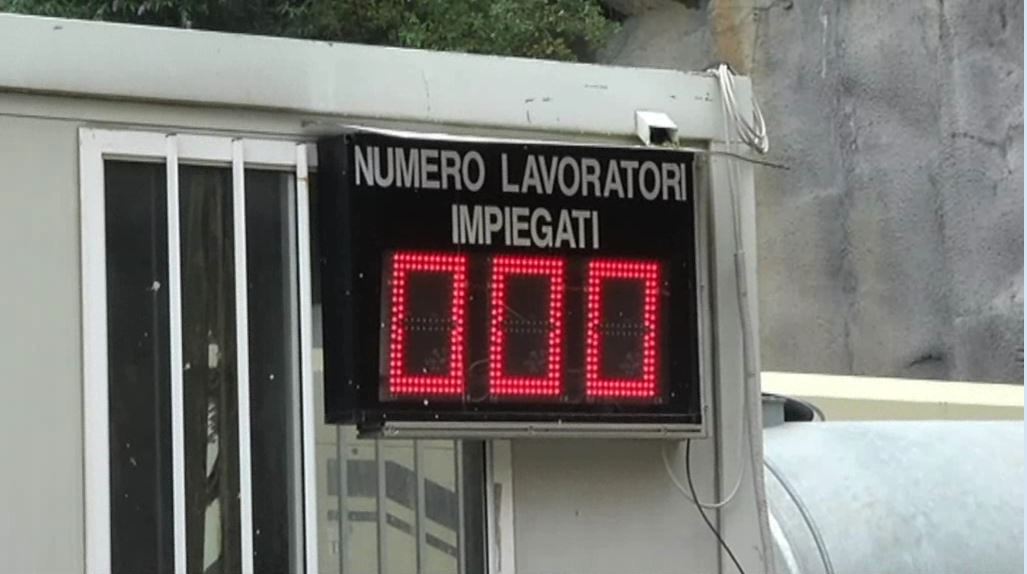 NUMERO LAVORATORI
IMPIEGATI
000